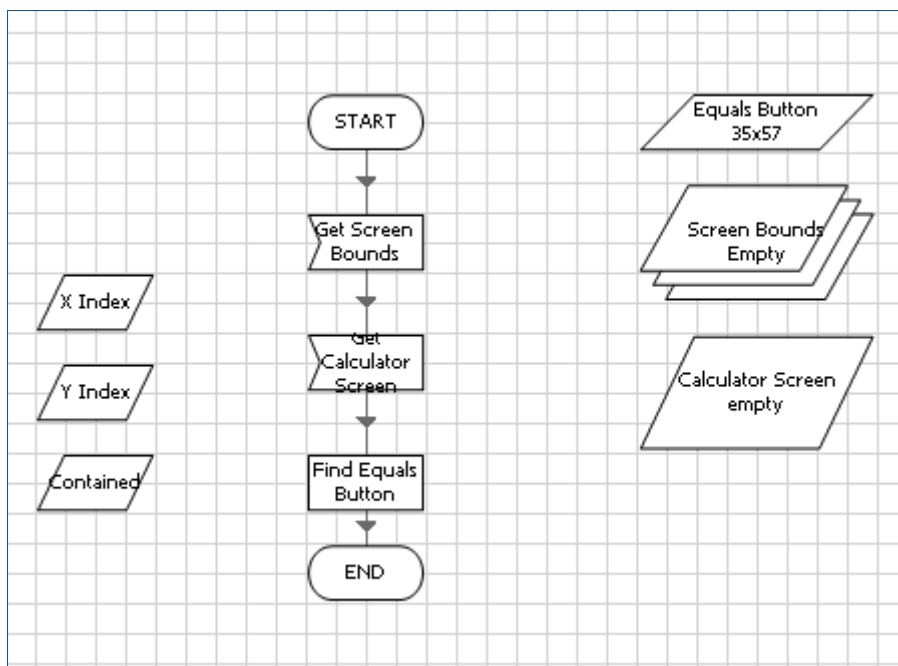 START
Equals Button
35x57
Get Screen
Bounds
Screen Bounds
Empty
X Index
Get
Calculator
Screen
Calculator Screen
empty
Y Index
Contained
Find Equals
Button
END